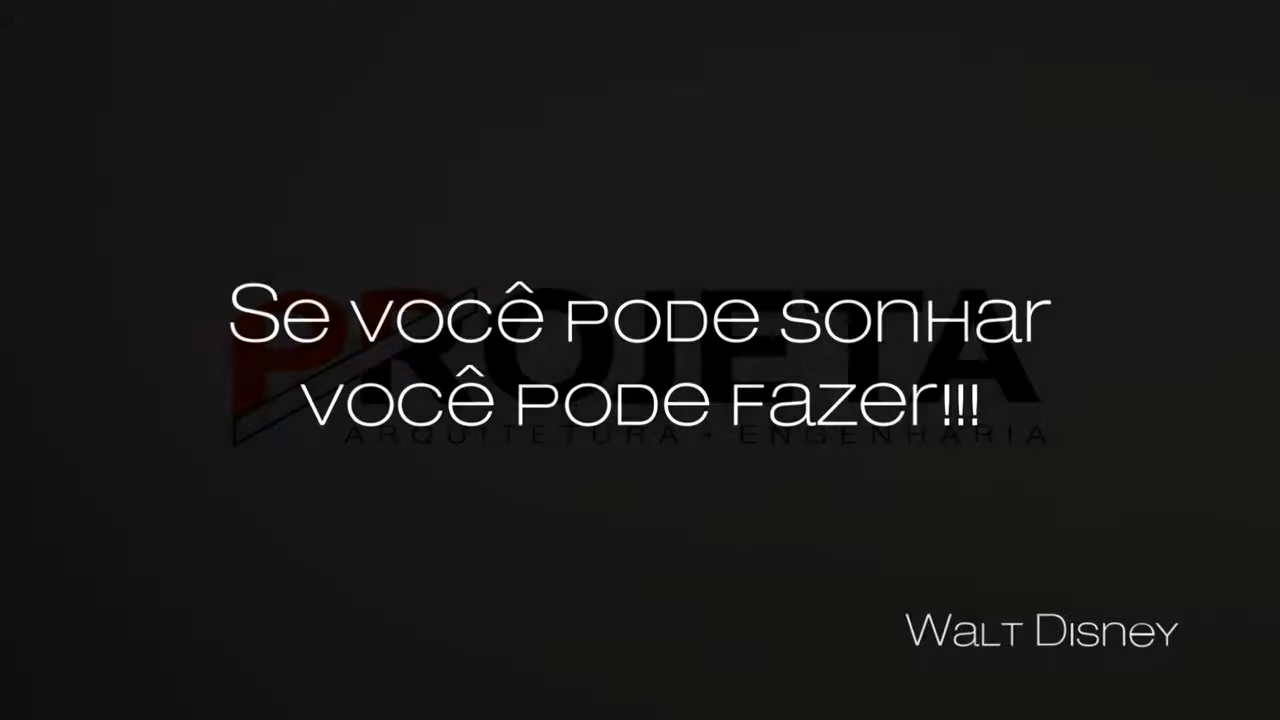 Se você pode sonhar
você pode fazer!!!
PROJETA
ARQUITETURA + ENGENHARIA
Walt Disney